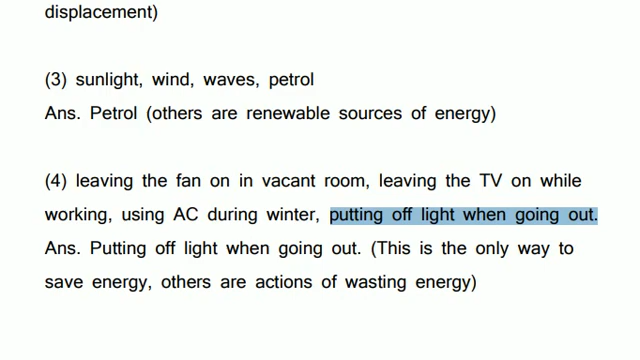 displacement)
(3) sunlight, wind, waves, petrol
Ans. Petrol (others are renewable sources of energy)
(4) leaving the fan on in vacant room, leaving the TV on while
working, using AC during winter, putting off light when going out.
Ans. Putting off light when going out. (This is the only way to
save energy, others are actions of wasting energy)